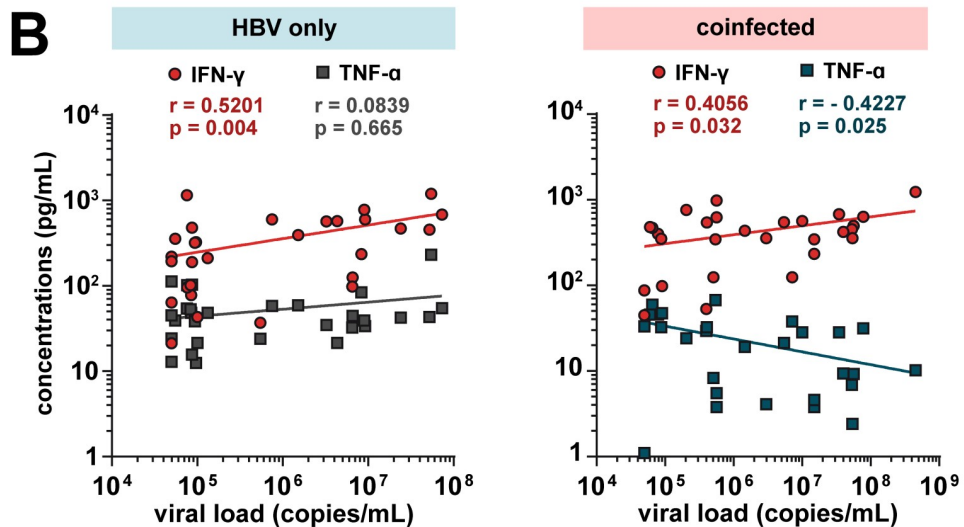 B
HBV only
coinfected
IFN-γ TNF-α
r = 0.5201 r = 0.0839
p = 0.004 p = 0.665
IFN-γ TNF-α
r = 0.4056 r = - 0.4227
p = 0.032 p = 0.025
concentrations (pg/mL)
10⁴
10³
10²
10
1
10⁴ 10⁵ 10⁶ 10⁷ 10⁸
viral load (copies/mL)
10⁴
10³
10²
10
1
10⁴ 10⁵ 10⁶ 10⁷ 10⁸ 10⁹
viral load (copies/mL)